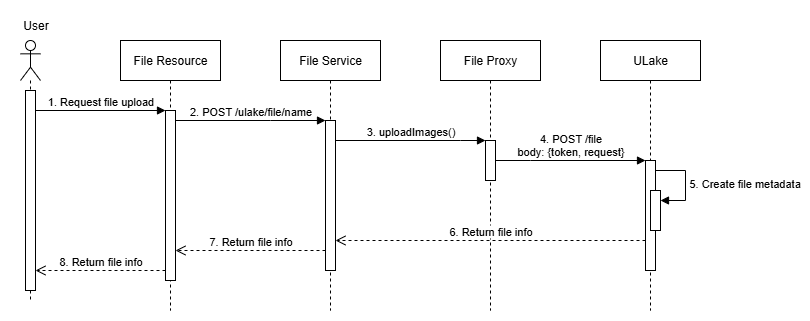 User
File Resource
File Service
File Proxy
ULake
1. Request file upload
2. POST /ulake/file/name
3. uploadImages()
4. POST /file
body: {token, request}
5. Create file metadata
6. Return file info
7. Return file info
8. Return file info